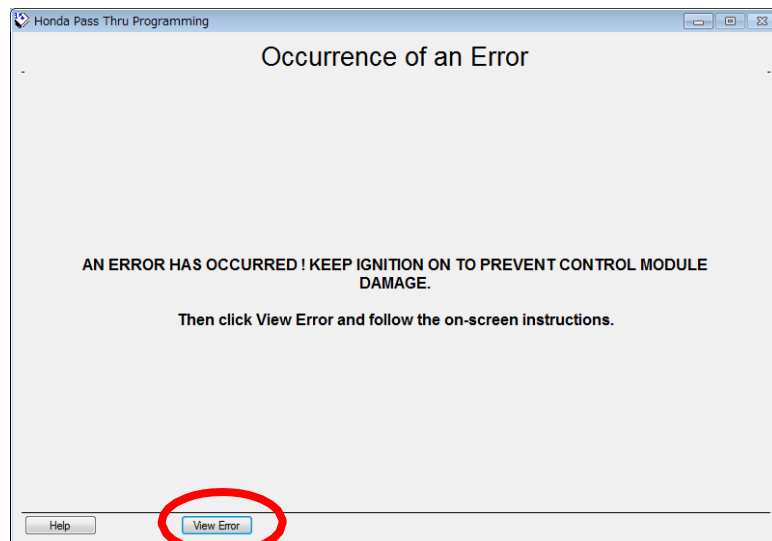 Honda Pass Thru Programming
Occurrence of an Error
AN ERROR HAS OCCURRED ! KEEP IGNITION ON TO PREVENT CONTROL MODULE
DAMAGE.
Then click View Error and follow the on-screen instructions.
Help
View Error